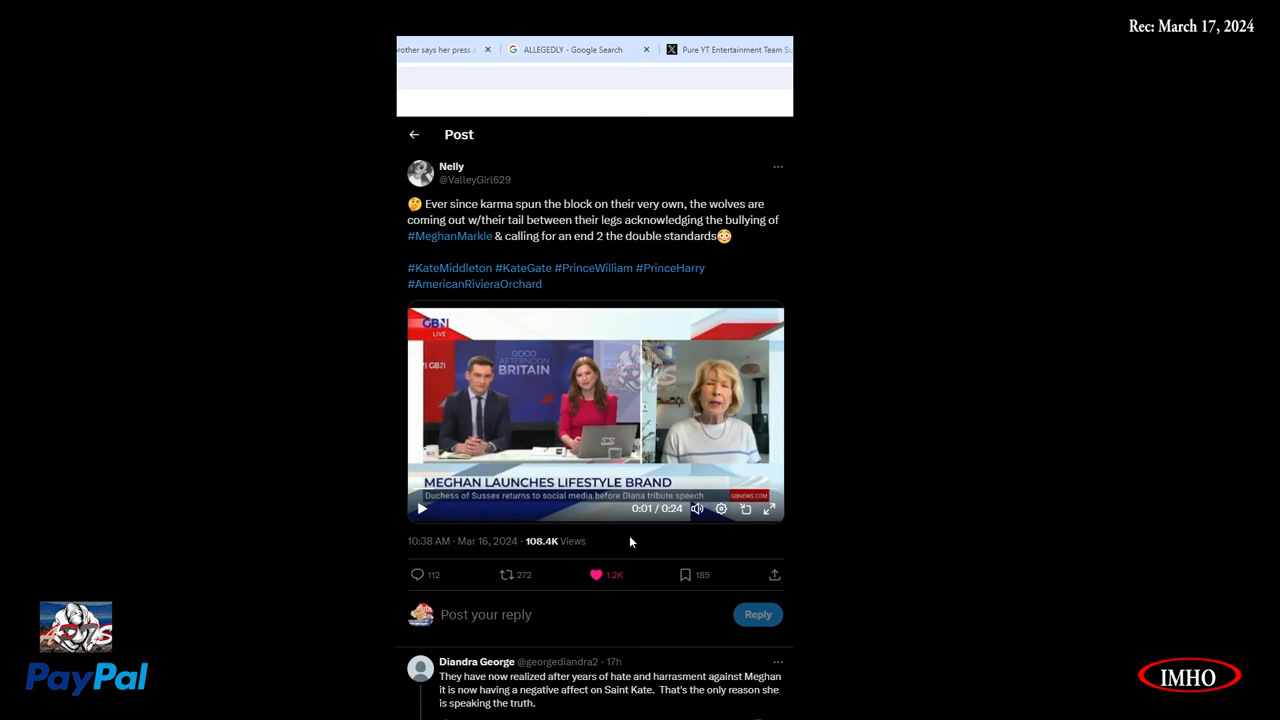 Rec: March 17, 2024
brother says her press
ALLEGEDLY - Google Search
Pure YT Entertainment Team
Post
Nelly
@ValleyGirl629
🤔 Ever since karma spun the block on their very own, the wolves are
coming out w/their tail between their legs acknowledging the bullying of
#MeghanMarkle & calling for an end 2 the double standards😳
#KateMiddleton #KateGate #PrinceWilliam #PrinceHarry
#AmericanRivieraOrchard
GBN
LIVE
GBN
GOOD
AFTERNOON
BRITAIN
MEGHAN LAUNCHES LIFESTYLE BRAND
Duchess of Sussex returns to social media before Diana tribute speech
GBNEWS.COM
0:01 / 0:24
10:38 AM · Mar 16, 2024 · 108.4K Views
112
272
1.2K
185
Post your reply
Reply
Diandra George @georgediandra2 · 17h
They have now realized after years of hate and harrasment against Meghan
it is now having a negative affect on Saint Kate. That's the only reason she
is speaking the truth.
PayPal
IMHO